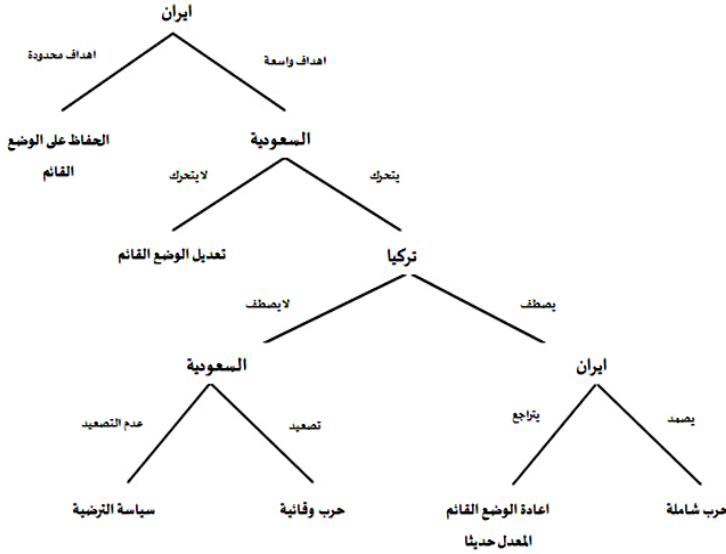 ايران
اهداف واسعة
اهداف محدودة
السعودية
الحفاظ على الوضع
القائم
يتحرك
لايتحرك
تركيا
تعديل الوضع القائم
يصطف
لايصطف
ايران
السعودية
يصمد
يتراجع
تصعيد
عدم التصعيد
حرب شاملة
اعادة الوضع القائم
المعدل حديثا
حرب وقائية
سياسة الترضية